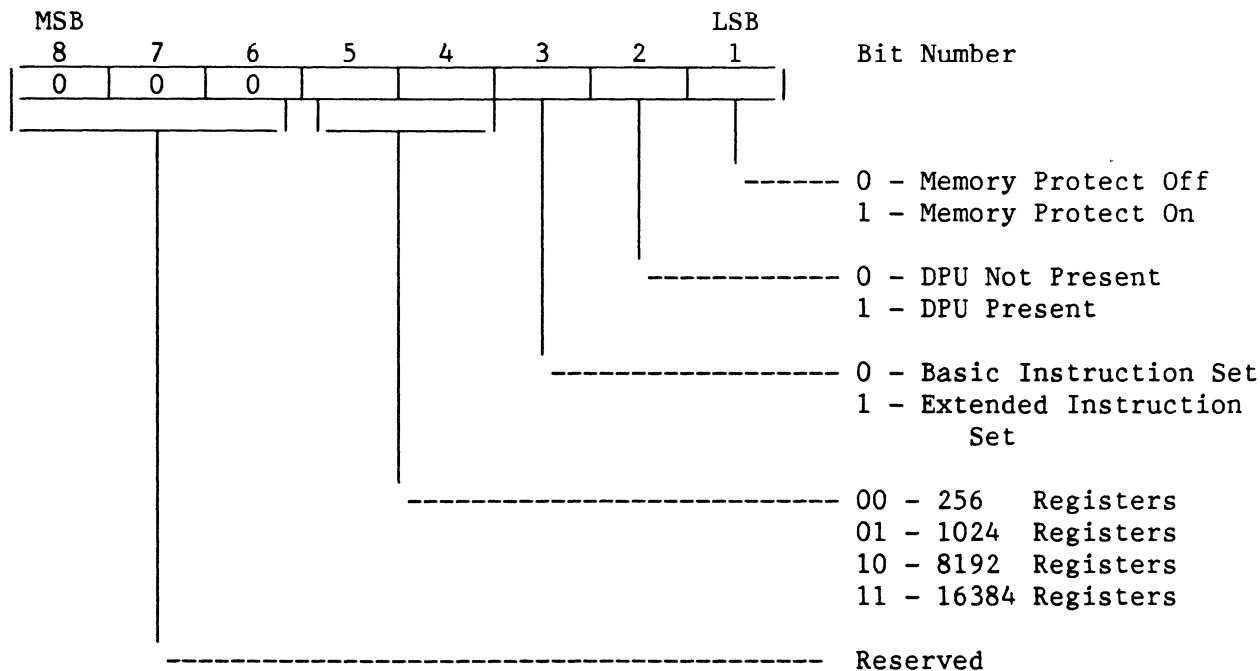 MSB LSB
8 7 6 5 4 3 2 1 Bit Number
0 0 0
0 - Memory Protect Off
1 - Memory Protect On
0 - DPU Not Present
1 - DPU Present
0 - Basic Instruction Set
1 - Extended Instruction
Set
00 - 256 Registers
01 - 1024 Registers
10 - 8192 Registers
11 - 16384 Registers
Reserved